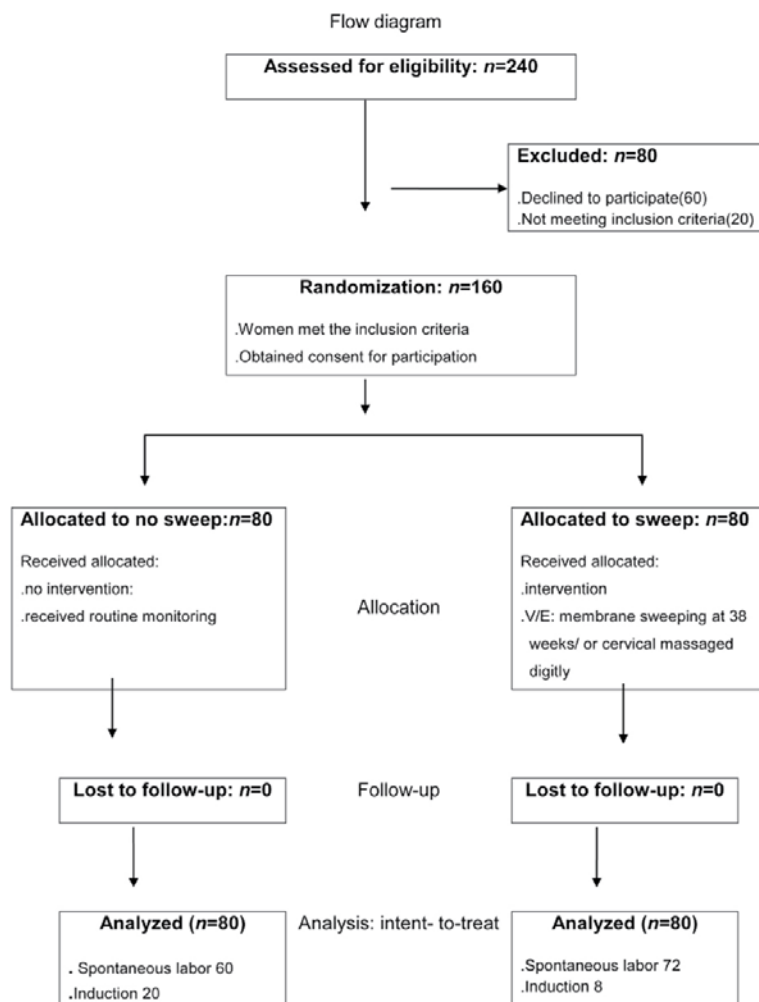 Flow diagram
Assessed for eligibility: n=240
Excluded: n=80
.Declined to participate(60)
.Not meeting inclusion criteria(20)
Randomization: n=160
.Women met the inclusion criteria
.Obtained consent for participation
Allocated to no sweep:n=80
Received allocated:
.no intervention:
.received routine monitoring
Allocation
Allocated to sweep: n=80
Received allocated:
.intervention
.V/E: membrane sweeping at 38
weeks/ or cervical massaged
digitly
Lost to follow-up: n=0
Follow-up
Lost to follow-up: n=0
Analyzed (n=80)
. Spontaneous labor 60
.Induction 20
Analysis: intent- to-treat
Analyzed (n=80)
.Spontaneous labor 72
.Induction 8